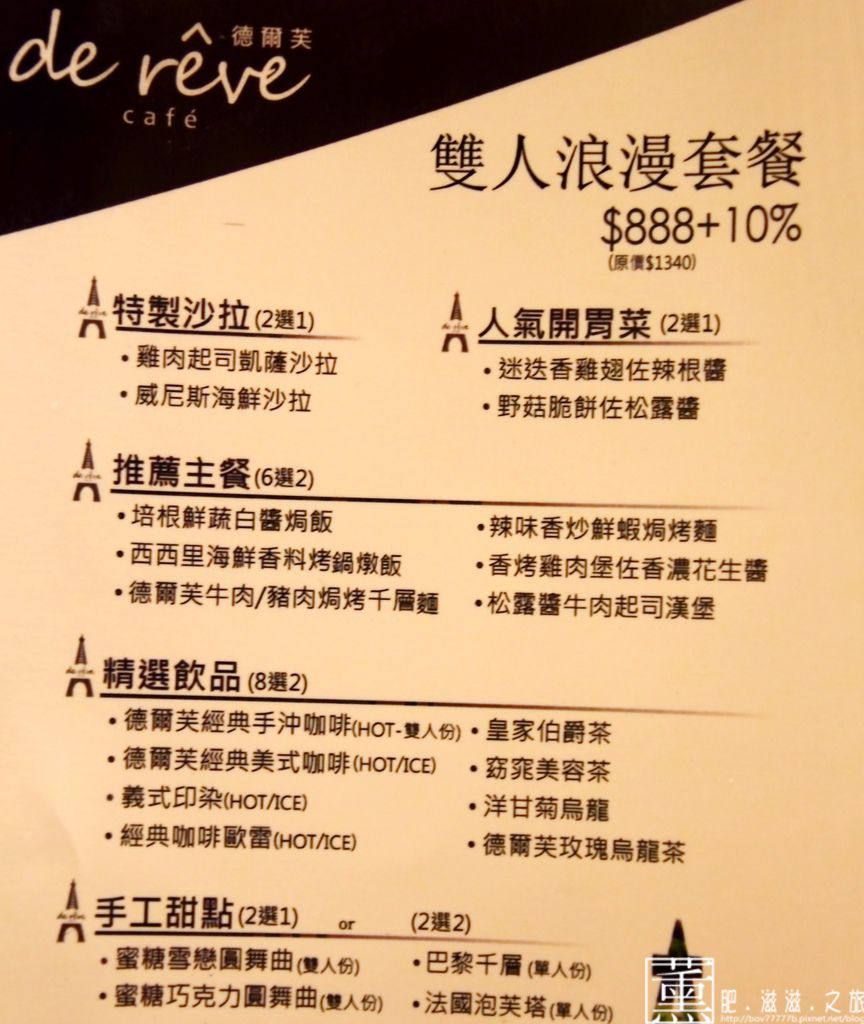 de rêve 德爾芙
café
雙人浪漫套餐
$888+10%
(原價$1340)
特製沙拉(2選1)
•雞肉起司凱薩沙拉
•威尼斯海鮮沙拉
人氣開胃菜(2選1)
•迷迭香雞翅佐辣根醬
•野菇脆餅佐松露醬
推薦主餐(6選2)
•培根鮮蔬白醬焗飯
•西西里海鮮香料烤鍋燉飯
•德爾芙牛肉/豬肉焗烤千層麵
•辣味香炒鮮蝦焗烤麵
•香烤雞肉堡佐香濃花生醬
•松露醬牛肉起司漢堡
精選飲品(8選2)
•德爾芙經典手沖咖啡(HOT-雙人份)
•德爾芙經典美式咖啡(HOT/ICE)
•義式印染(HOT/ICE)
•經典咖啡歐雷(HOT/ICE)
•皇家伯爵茶
•窈窕美容茶
•洋甘菊烏龍
•德爾芙玫瑰烏龍茶
手工甜點(2選1) or (2選2)
•蜜糖雪戀圓舞曲(雙人份)
•蜜糖巧克力圓舞曲(雙人份)
•巴黎千層(單人份)
•法國泡芙塔(單人份)
薰 肥.滋滋.之旅
http://bov77777b.pixnet.net/blog